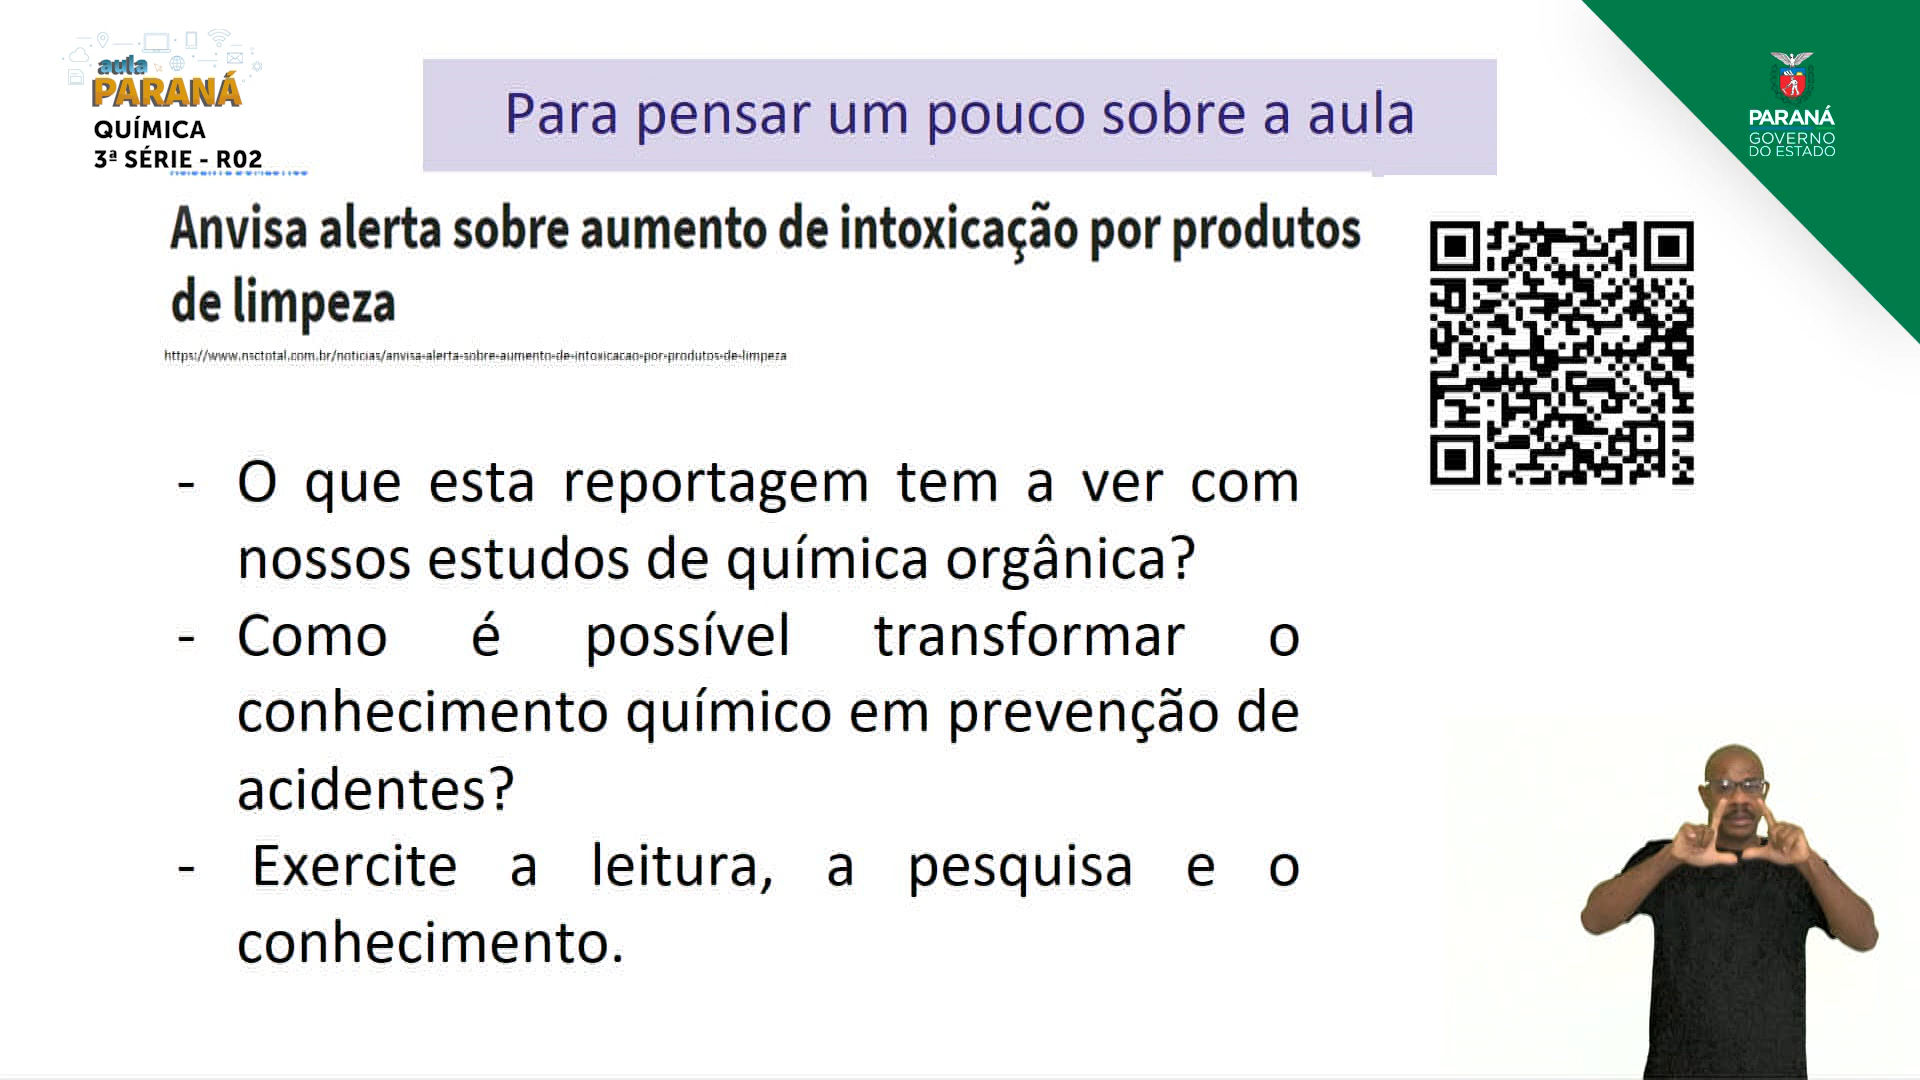 aula
PARANÁ
QUÍMICA
3ª SÉRIE - R02
Para pensar um pouco sobre a aula
PARANÁ
GOVERNO
DO ESTADO
Anvisa alerta sobre aumento de intoxicação por produtos
de limpeza
https://www.nsctotal.com.br/noticias/anvisa-alerta-sobre-aumento-de-intoxicacao-por-produtos-de-limpeza
- O que esta reportagem tem a ver com
nossos estudos de química orgânica?
- Como é possível transformar o
conhecimento químico em prevenção de
acidentes?
- Exercite a leitura, a pesquisa e o
conhecimento.